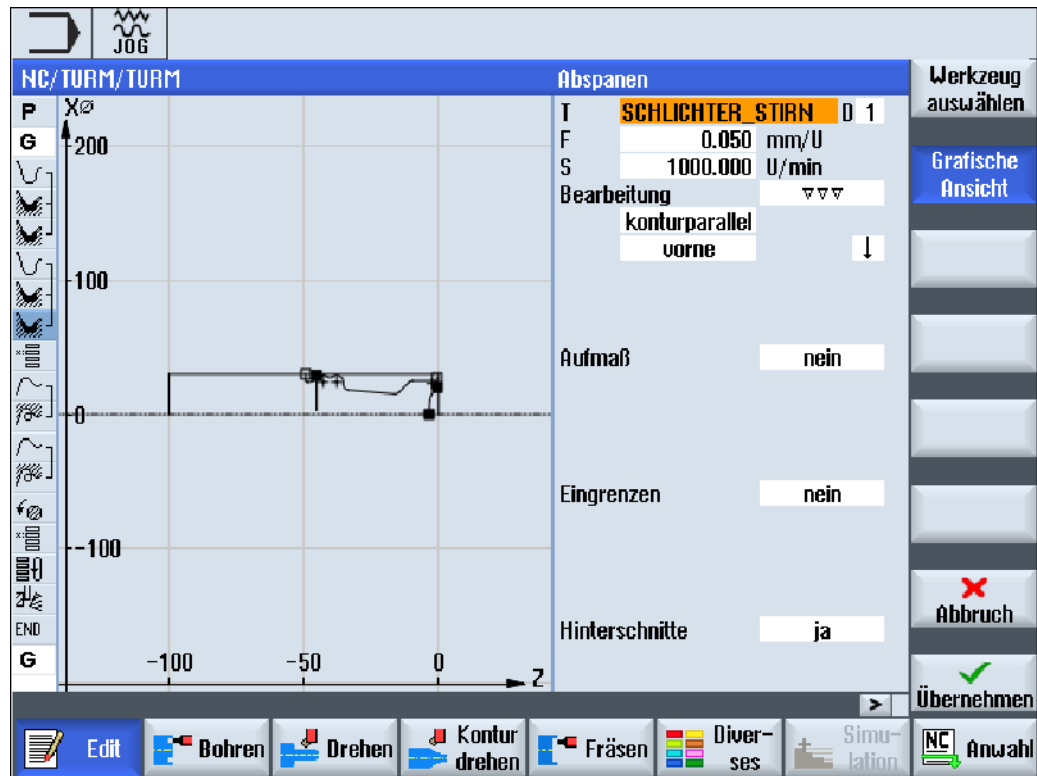 JOG
NC/TURM/TURM
Abspanen
Werkzeug
auswählen
P
G
END
G
XØ
200
100
0
-100
-100
-50
0
Z
T SCHLICHTER_STIRN D 1
F 0.050 mm/U
S 1000.000 U/min
Bearbeitung ▽▽▽
konturparallel
vorne ↓
Aufmaß nein
Eingrenzen nein
Hinterschnitte ja
Grafische
Ansicht
Abbruch
Übernehmen
>
Edit
Bohren
Drehen
Kontur
drehen
Fräsen
Diver-
ses
Simu-
lation
NC Anwahl